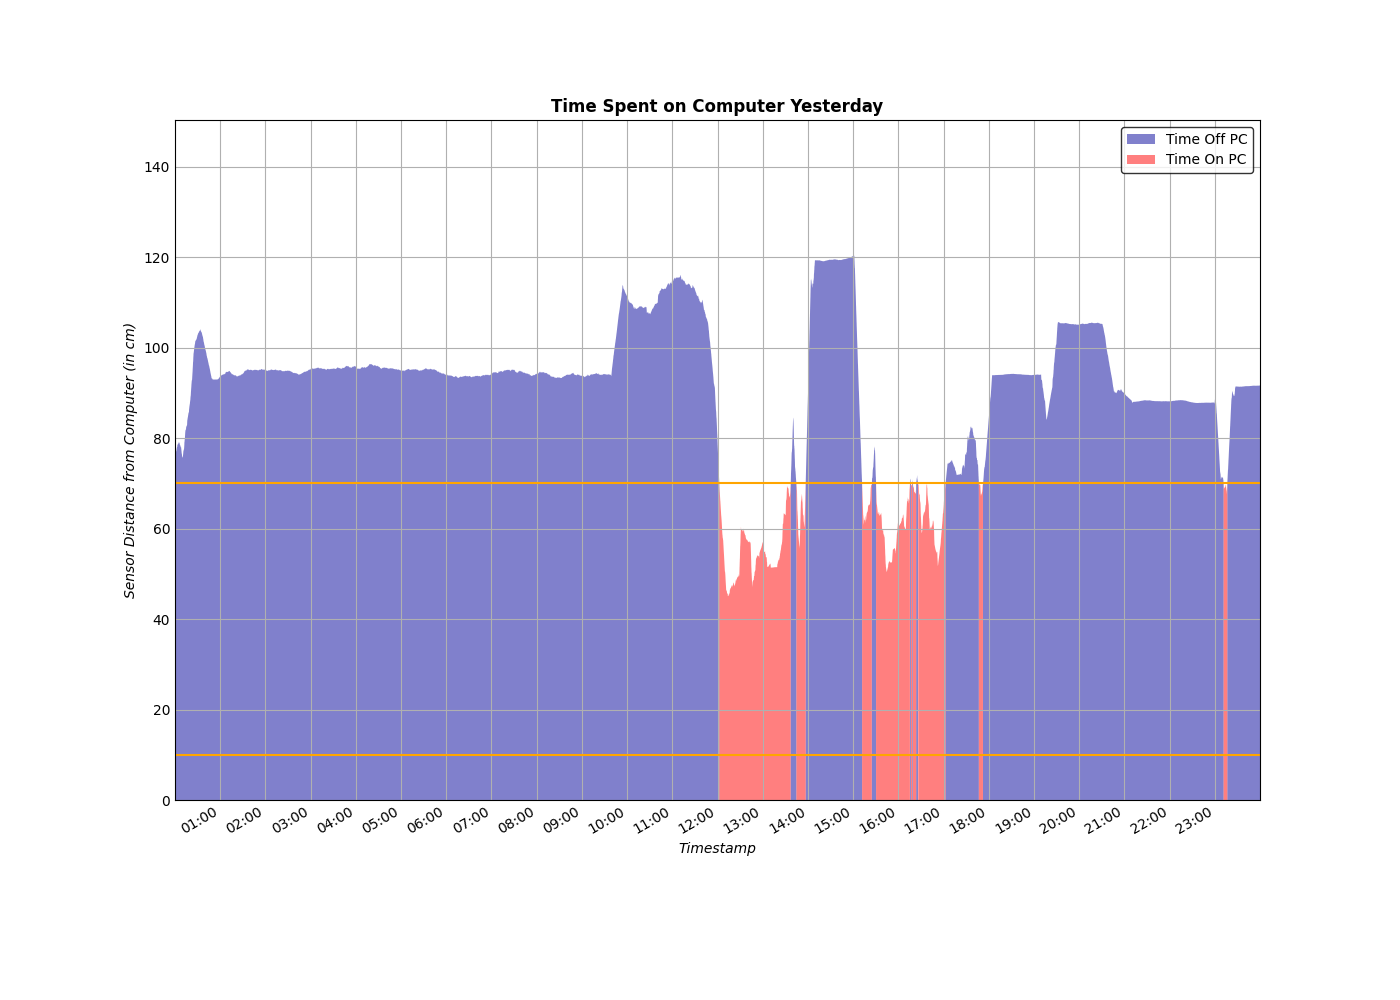 Time Spent on Computer Yesterday
Time Off PC
Time On PC
Sensor Distance from Computer (in cm)
140
120
100
80
60
40
20
0
01:00 02:00 03:00 04:00 05:00 06:00 07:00 08:00 09:00 10:00 11:00 12:00 13:00 14:00 15:00 16:00 17:00 18:00 19:00 20:00 21:00 22:00 23:00
Timestamp